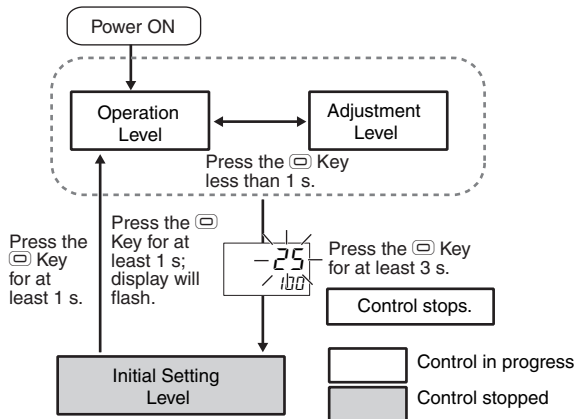 Power ON
Operation
Level
Adjustment
Level
Press the Key
less than 1 s.
Press the
Key
for at
least 1 s.
Press the
Key for at
least 1 s;
display will
flash.
25
100
Press the Key
for at least 3 s.
Control stops.
Initial Setting
Level
Control in progress
Control stopped